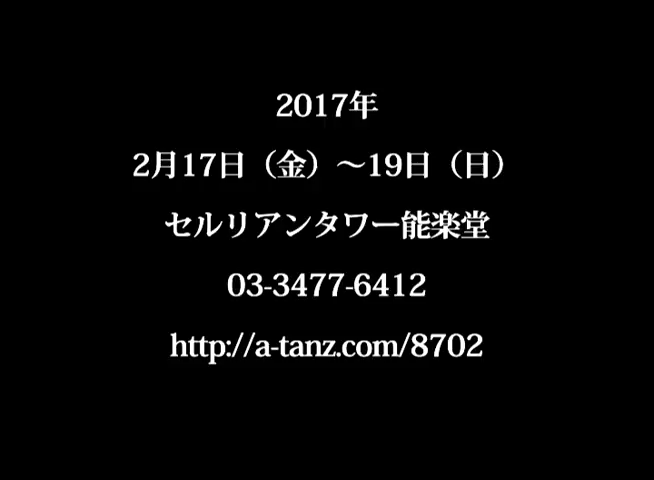 2017年
2月17日（金）～19日（日）
セルリアンタワー能楽堂
03-3477-6412
http://a-tanz.com/8702